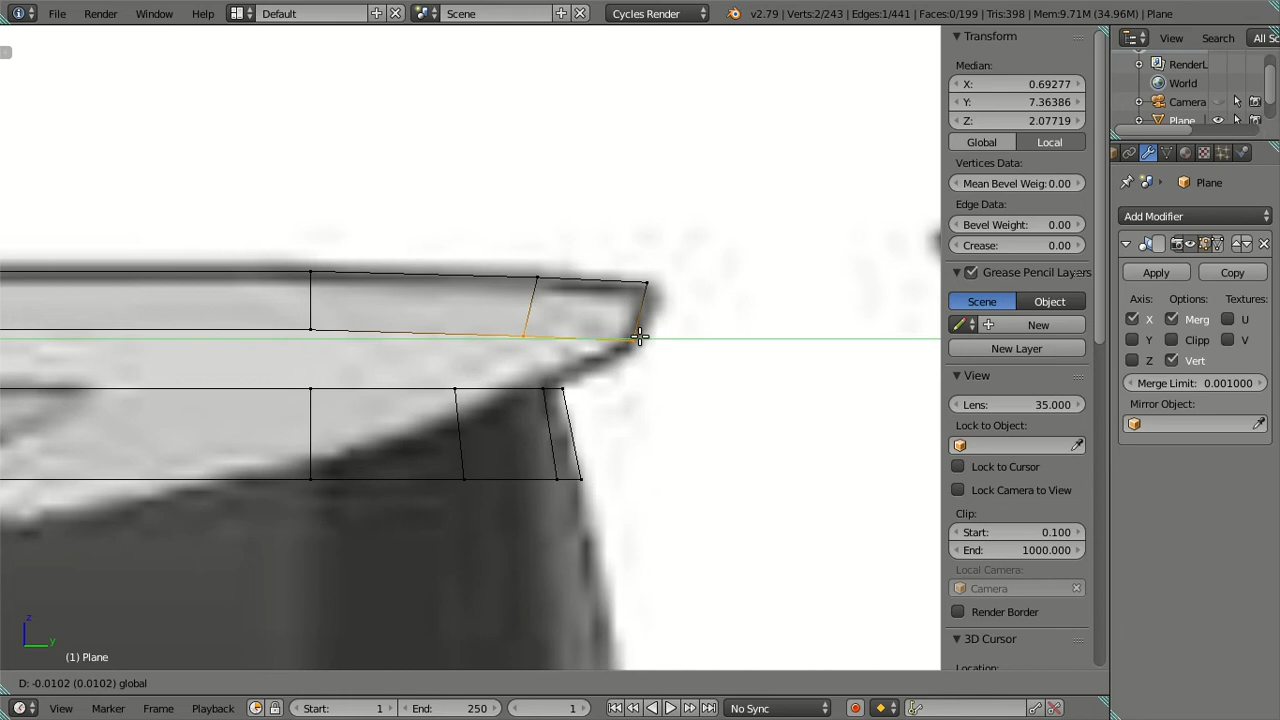 File Render Window Help Default Scene Cycles Render v2.79 | Verts:2/243 | Edges:1/441 | Faces:0/199 | Tris:398 | Mem:9.71M (34.96M) | Plane
Transform
Median:
X: 0.69277
Y: 7.36386
Z: 2.07719
Global Local
Vertices Data:
Mean Bevel Weig: 0.00
Edge Data:
Bevel Weight: 0.00
Crease: 0.00
Grease Pencil Layers
Scene Object
New
New Layer
View
Lens: 35.000
Lock to Object:
Lock to Cursor
Lock Camera to View
Clip:
Start: 0.100
End: 1000.000
Local Camera:
Camera
Render Border
3D Cursor
Location:
View Search All Sc
RenderL
World
Camera
Plane
Plane
Add Modifier
Apply Copy
Axis: Options: Textures:
X Merg U
Y Clipp V
Z Vert
Merge Limit: 0.001000
Mirror Object:
z
y
(1) Plane
D: -0.0102 (0.0102) global
View Marker Frame Playback Start: 1 End: 250 1 No Sync